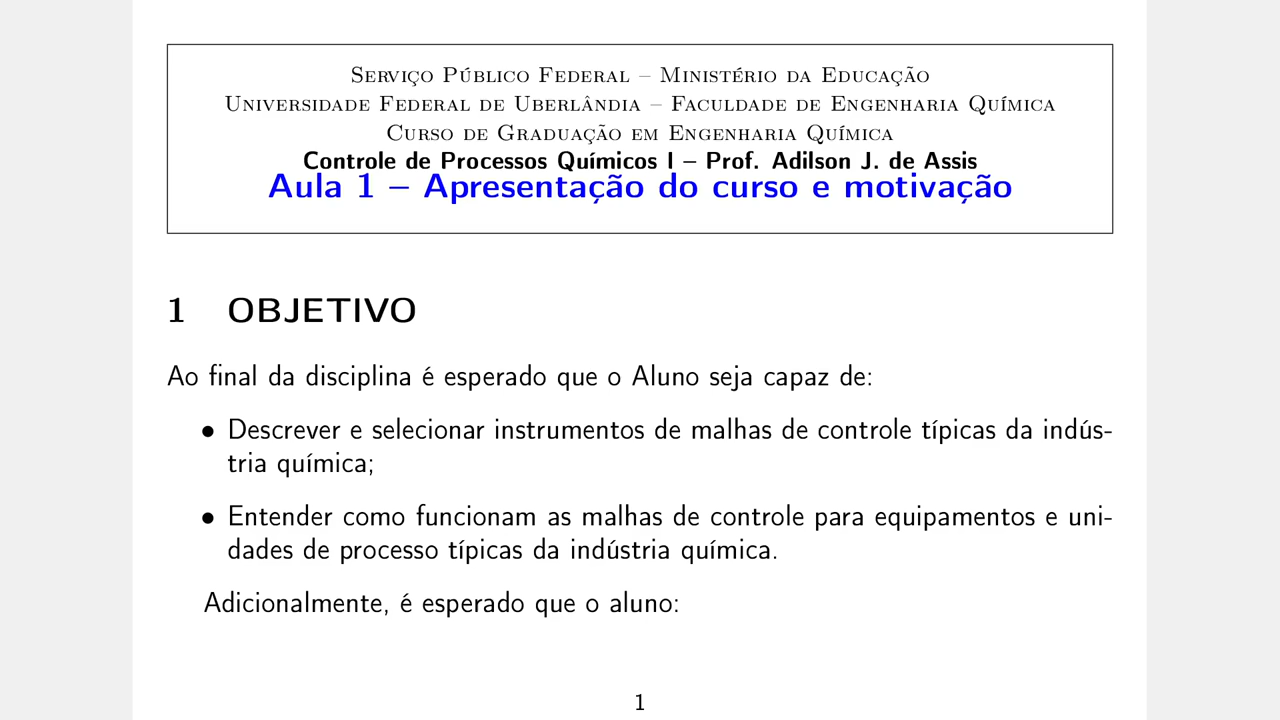 Serviço Público Federal – Ministério da Educação
Universidade Federal de Uberlândia – Faculdade de Engenharia Química
Curso de Graduação em Engenharia Química
Controle de Processos Químicos I – Prof. Adilson J. de Assis
Aula 1 – Apresentação do curso e motivação
1 OBJETIVO
Ao final da disciplina é esperado que o Aluno seja capaz de:
• Descrever e selecionar instrumentos de malhas de controle típicas da indús-
tria química;
• Entender como funcionam as malhas de controle para equipamentos e uni-
dades de processo típicas da indústria química.
Adicionalmente, é esperado que o aluno:
1